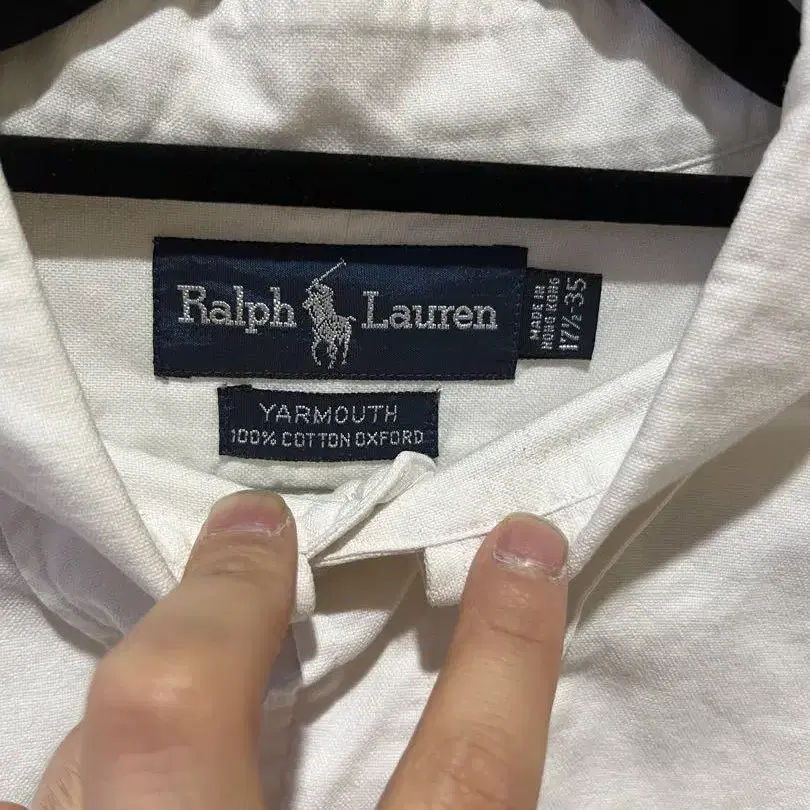 Ralph Lauren
MADE IN
HONG KONG
17½-35
YARMOUTH
100% COTTON OXFORD